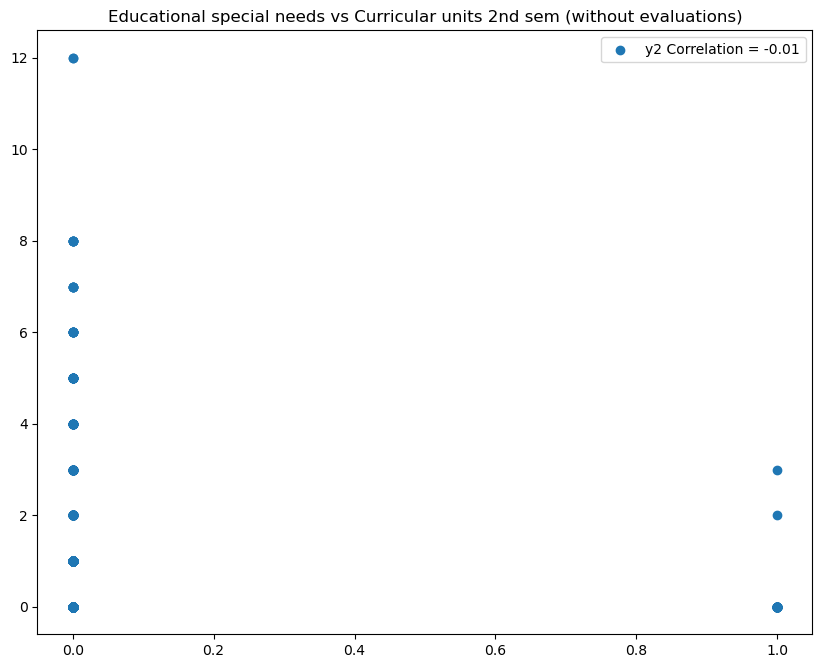 Educational special needs vs Curricular units 2nd sem (without evaluations)
y2 Correlation = -0.01
12
10
8
6
4
2
0
0.0 0.2 0.4 0.6 0.8 1.0